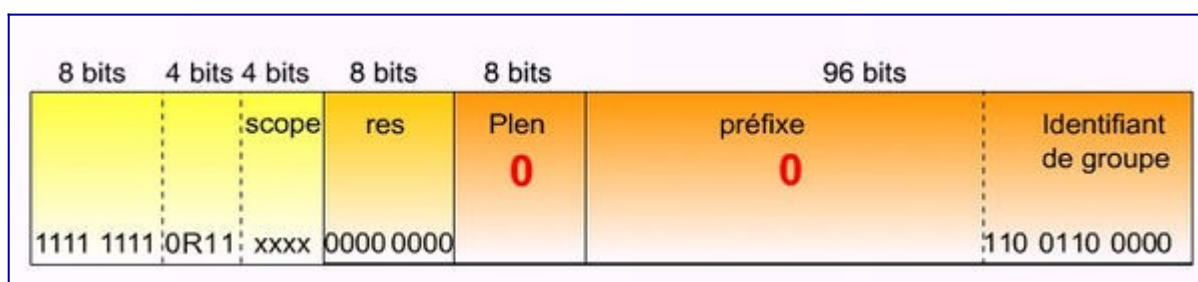 8 bits 4 bits 4 bits 8 bits 8 bits 96 bits
scope res Plen préfixe Identifiant
de groupe
0 0
1111 1111 0R11 xxxx 0000 0000 110 0110 0000